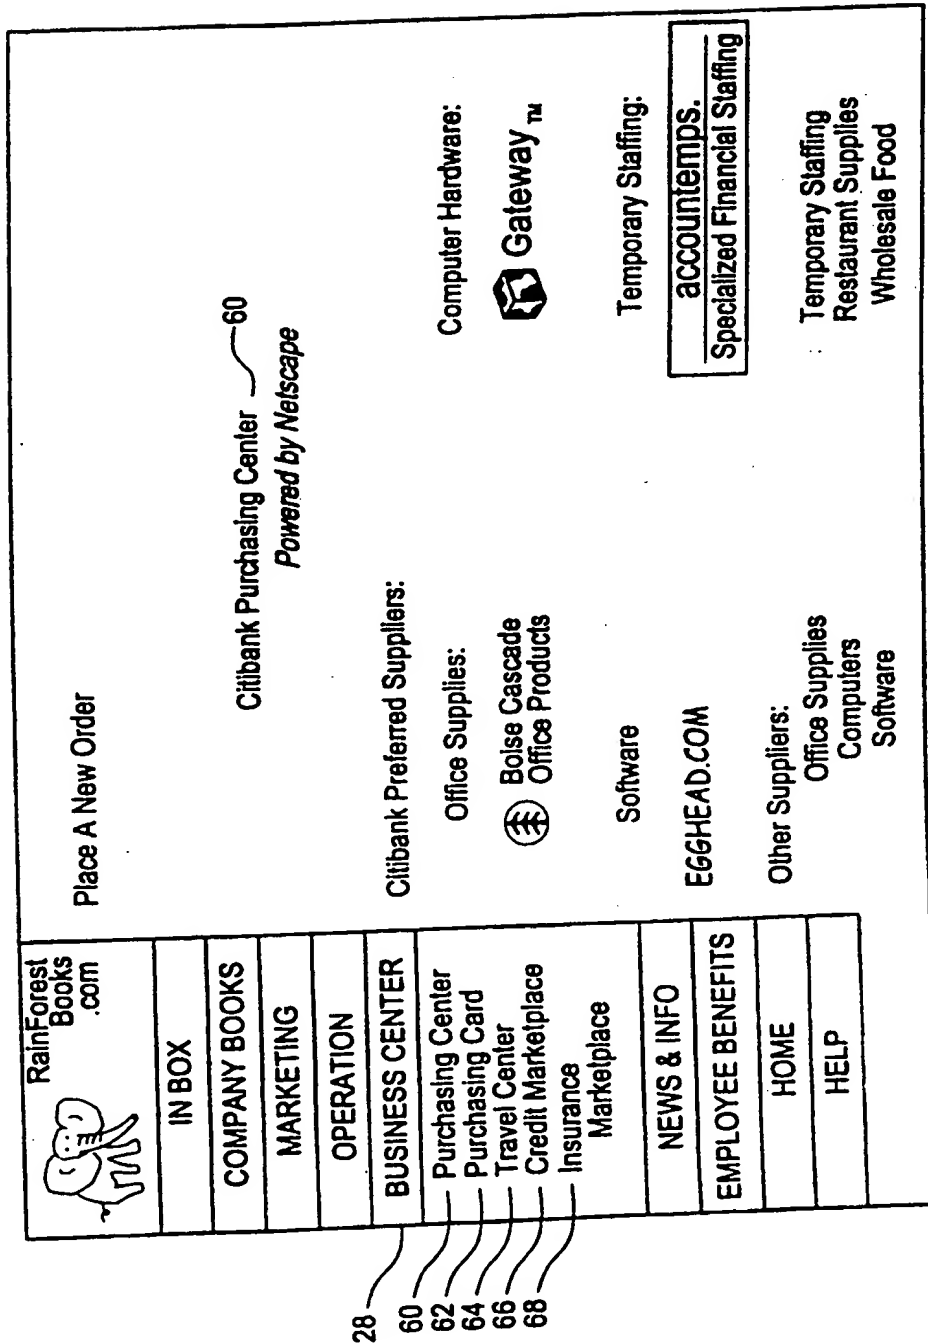 RainForest
Books
.com
IN BOX
COMPANY BOOKS
MARKETING
OPERATION
28
BUSINESS CENTER
60
Purchasing Center
62
Purchasing Card
64
Travel Center
66
Credit Marketplace
68
Insurance
Marketplace
NEWS & INFO
EMPLOYEE BENEFITS
HOME
HELP
Place A New Order
Citibank Purchasing Center 60
Powered by Netscape
Citibank Preferred Suppliers:
Office Supplies:
Boise Cascade
Office Products
Computer Hardware:
Gateway TM
Software
EGGHEAD.COM
Temporary Staffing:
accountemps.
Specialized Financial Staffing
Other Suppliers:
Office Supplies
Computers
Software
Temporary Staffing
Restaurant Supplies
Wholesale Food